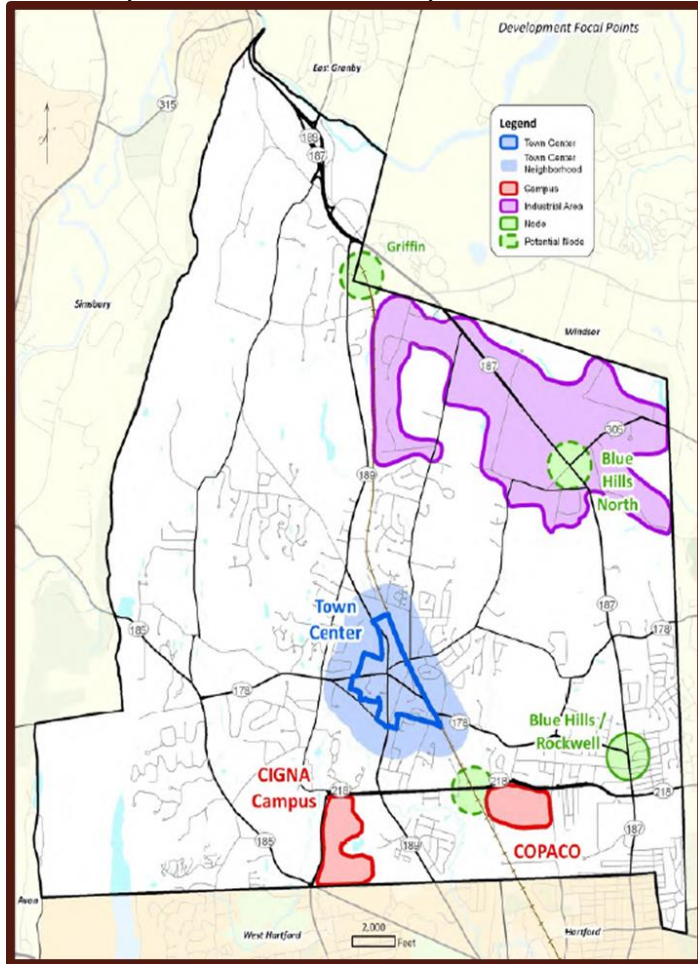 Development Focal Points
East Granby
315
189
187
Legend
Town Center
Town Center
Neighborhood
Campus
Industrial Area
Node
Potential Node
Griffin
Simsbury
Windsor
187
305
189
Blue
Hills
North
Town
Center
187
185
178
178
178
Blue Hills /
Rockwell
CIGNA
Campus
218
218
218
COPACO
185
189
187
Avon
West Hartford
2,000
Feet
Hartford